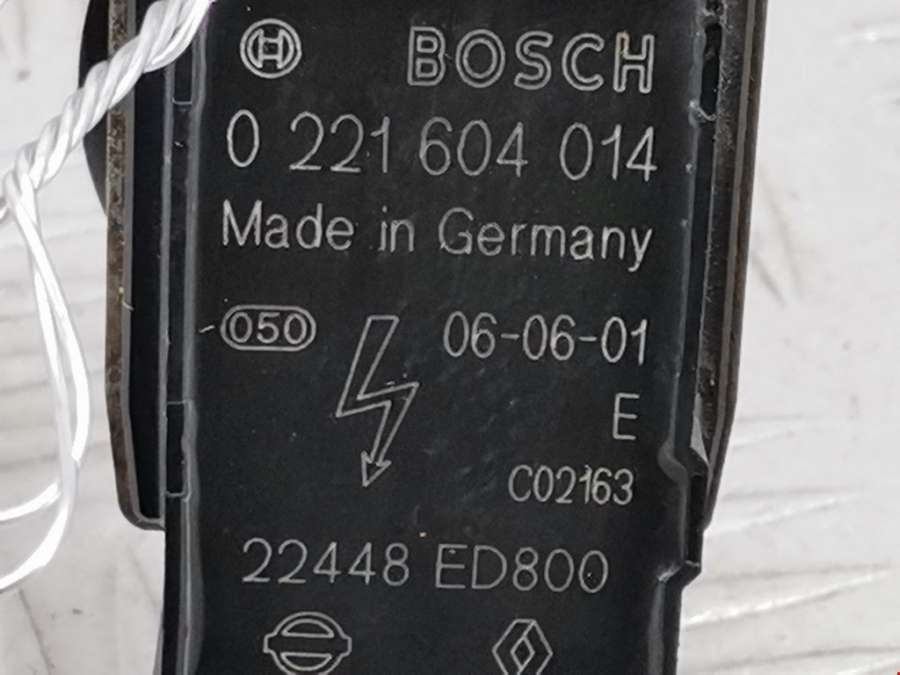 BOSCH
0 221 604 014
Made in Germany
050 06-06-01
E
C02163
22448 ED800